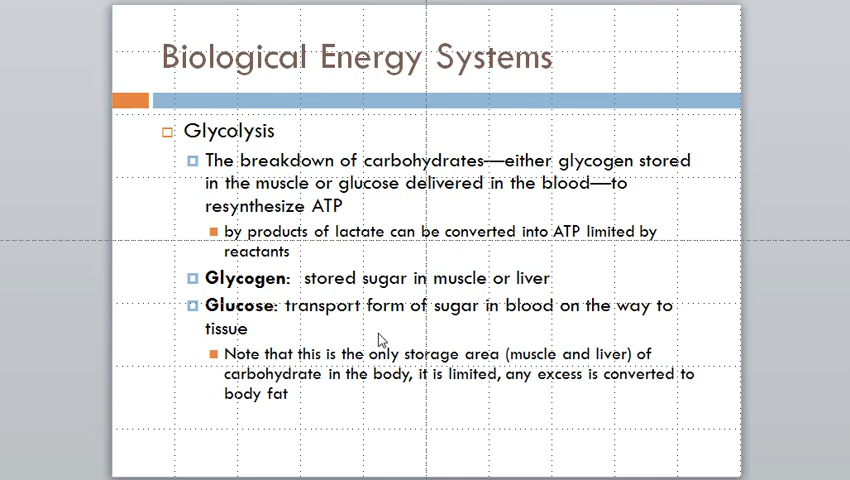 Biological Energy Systems
Glycolysis
The breakdown of carbohydrates—either glycogen stored
in the muscle or glucose delivered in the blood—to
resynthesize ATP
by products of lactate can be converted into ATP limited by
reactants
Glycogen: stored sugar in muscle or liver
Glucose: transport form of sugar in blood on the way to
tissue
Note that this is the only storage area (muscle and liver) of
carbohydrate in the body, it is limited, any excess is converted to
body fat